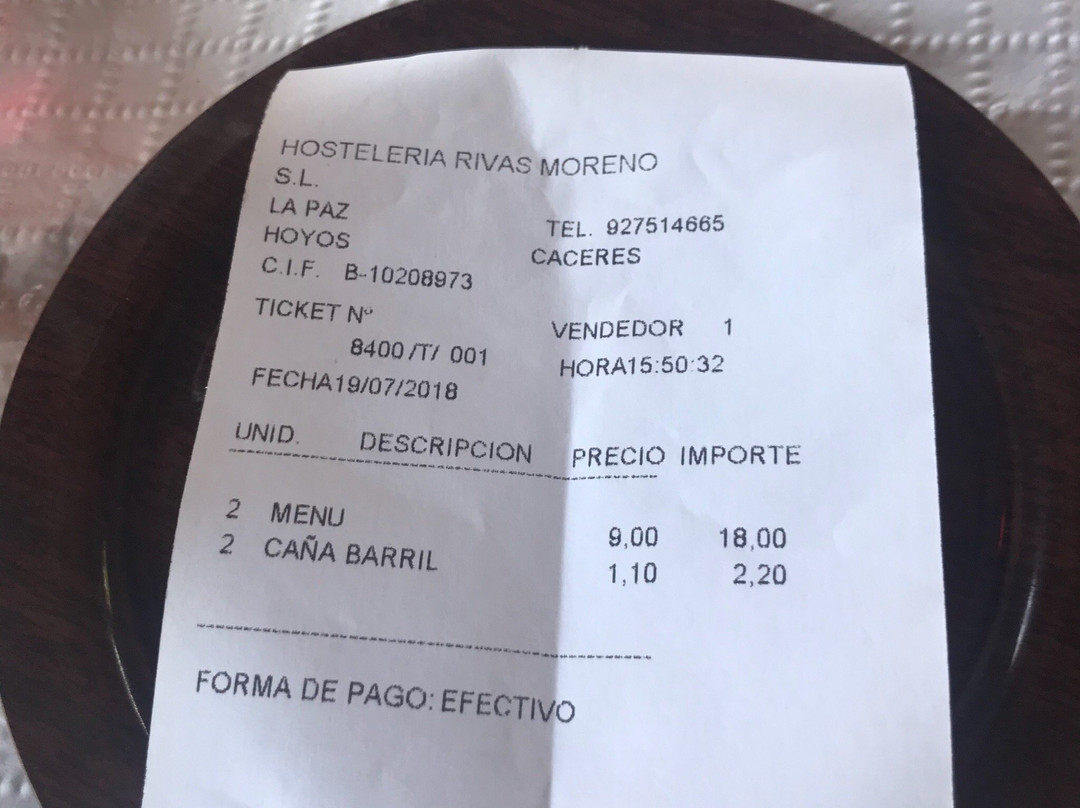 HOSTELERIA RIVAS MORENO
S.L.
LA PAZ TEL. 927514665
HOYOS CACERES
C.I.F. B-10208973
TICKET Nº VENDEDOR 1
8400 /T/ 001 HORA15:50:32
FECHA19/07/2018
UNID. DESCRIPCION PRECIO IMPORTE
2 MENU 9,00 18,00
2 CAÑA BARRIL 1,10 2,20
FORMA DE PAGO: EFECTIVO